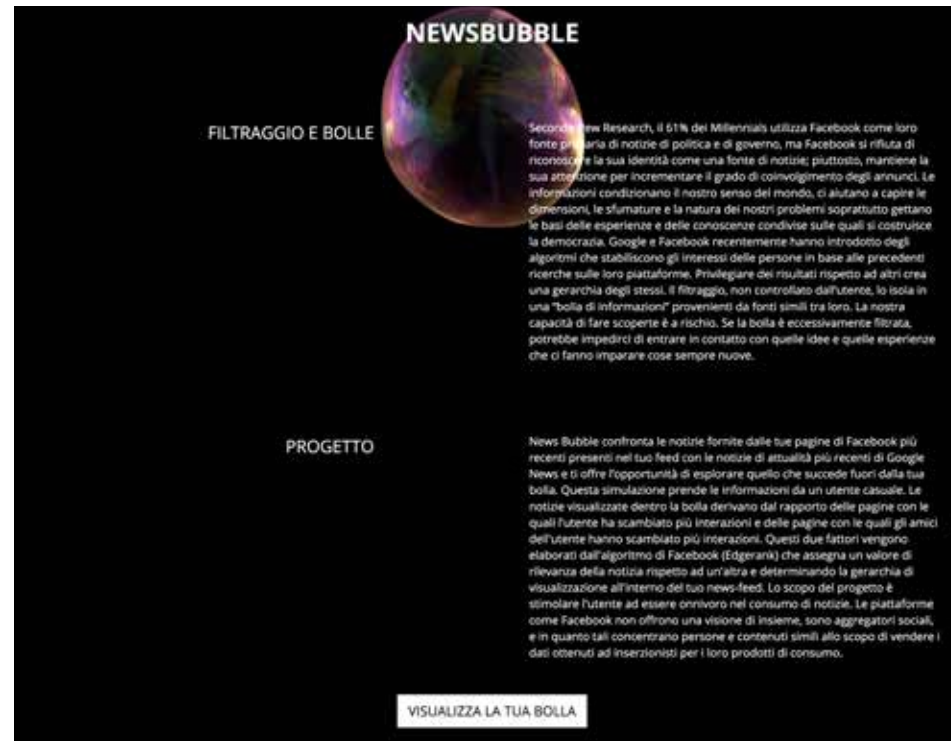 NEWSBUBBLE
FILTRAGGIO E BOLLE
Secondo Pew Research, il 61% dei Millennials utilizza Facebook come loro
fonte primaria di notizie di politica e di governo, ma Facebook si rifiuta di
riconoscere la sua identità come una fonte di notizie; piuttosto, mantiene la
sua attenzione per incrementare il grado di coinvolgimento degli annunci. Le
informazioni condizionano il nostro senso del mondo, ci aiutano a capire le
dimensioni, le sfumature e la natura dei nostri problemi soprattutto gettano
le basi delle esperienze e delle conoscenze condivise sulle quali si costruisce
la democrazia. Google e Facebook recentemente hanno introdotto degli
algoritmi che stabiliscono gli interessi delle persone in base alle precedenti
ricerche sulle loro piattaforme. Privilegiare dei risultati rispetto ad altri crea
una gerarchia degli stessi. Il filtraggio, non controllato dall'utente, lo isola in
una "bolla di informazioni" provenienti da fonti simili tra loro. La nostra
capacità di fare scoperte è a rischio. Se la bolla è eccessivamente filtrata,
potrebbe impedirci di entrare in contatto con quelle idee e quelle esperienze
che ci fanno imparare cose sempre nuove.
PROGETTO
News Bubble confronta le notizie fornite dalle tue pagine di Facebook più
recenti presenti nel tuo feed con le notizie di attualità più recenti di Google
News e ti offre l'opportunità di esplorare quello che succede fuori dalla tua
bolla. Questa simulazione prende le informazioni da un utente casuale. Le
notizie visualizzate dentro la bolla derivano dal rapporto delle pagine con le
quali l'utente ha scambiato più interazioni e delle pagine con le quali gli amici
dell'utente hanno scambiato più interazioni. Questi due fattori vengono
elaborati dall'algoritmo di Facebook (Edgerank) che assegna un valore di
rilevanza della notizia rispetto ad un'altra e determinando la gerarchia di
visualizzazione all'interno del tuo news-feed. Lo scopo del progetto è
stimolare l'utente ad essere onnivoro nel consumo di notizie. Le piattaforme
come Facebook non offrono una visione di insieme, sono aggregatori sociali,
e in quanto tali concentrano persone e contenuti simili allo scopo di vendere i
dati ottenuti ad inserzionisti per i loro prodotti di consumo.
VISUALIZZA LA TUA BOLLA